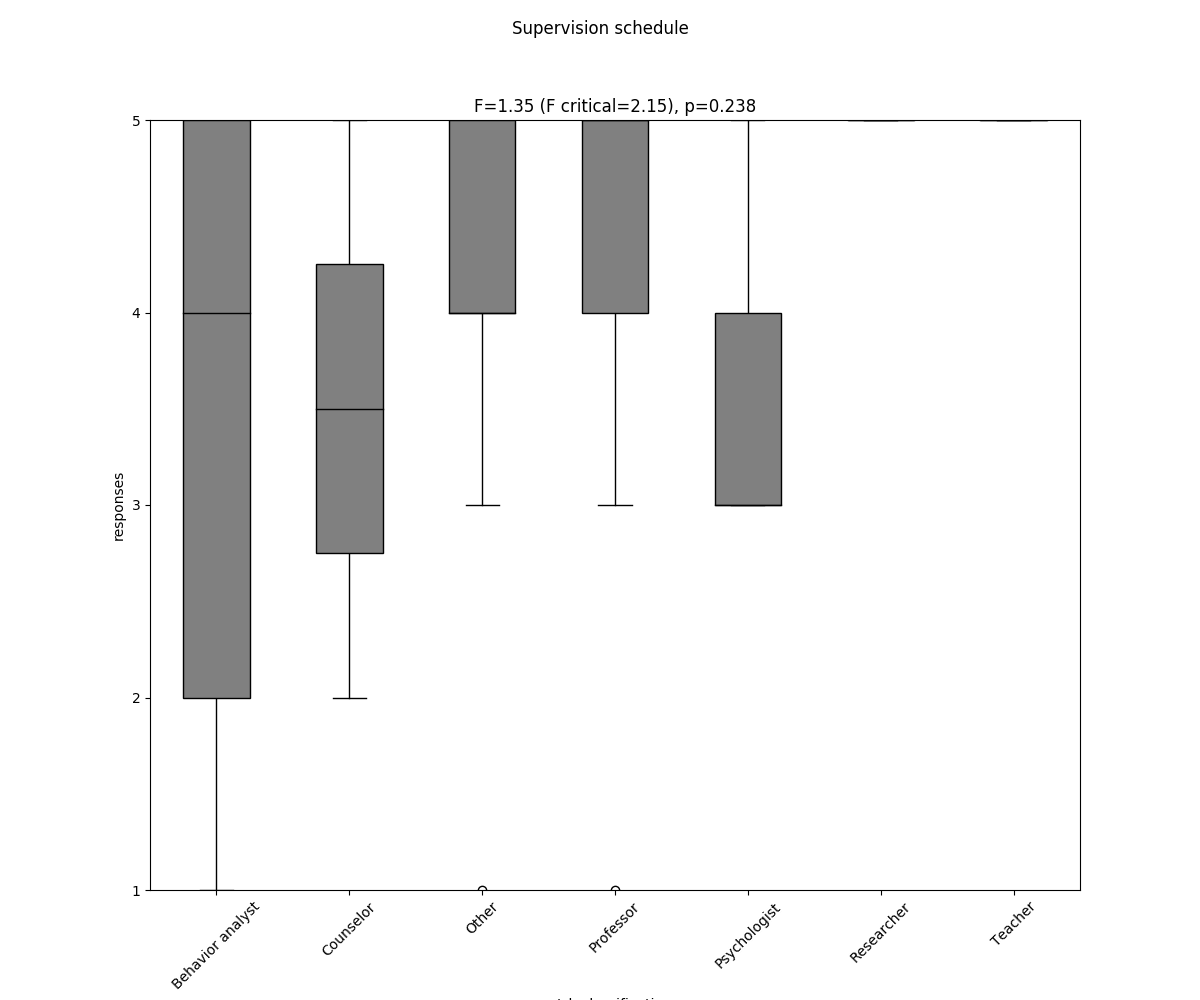 Supervision schedule
F=1.35 (F critical=2.15), p=0.238
5
4
3
2
1
responses
Behavior analyst
Counselor
Other
Professor
Psychologist
Researcher
Teacher